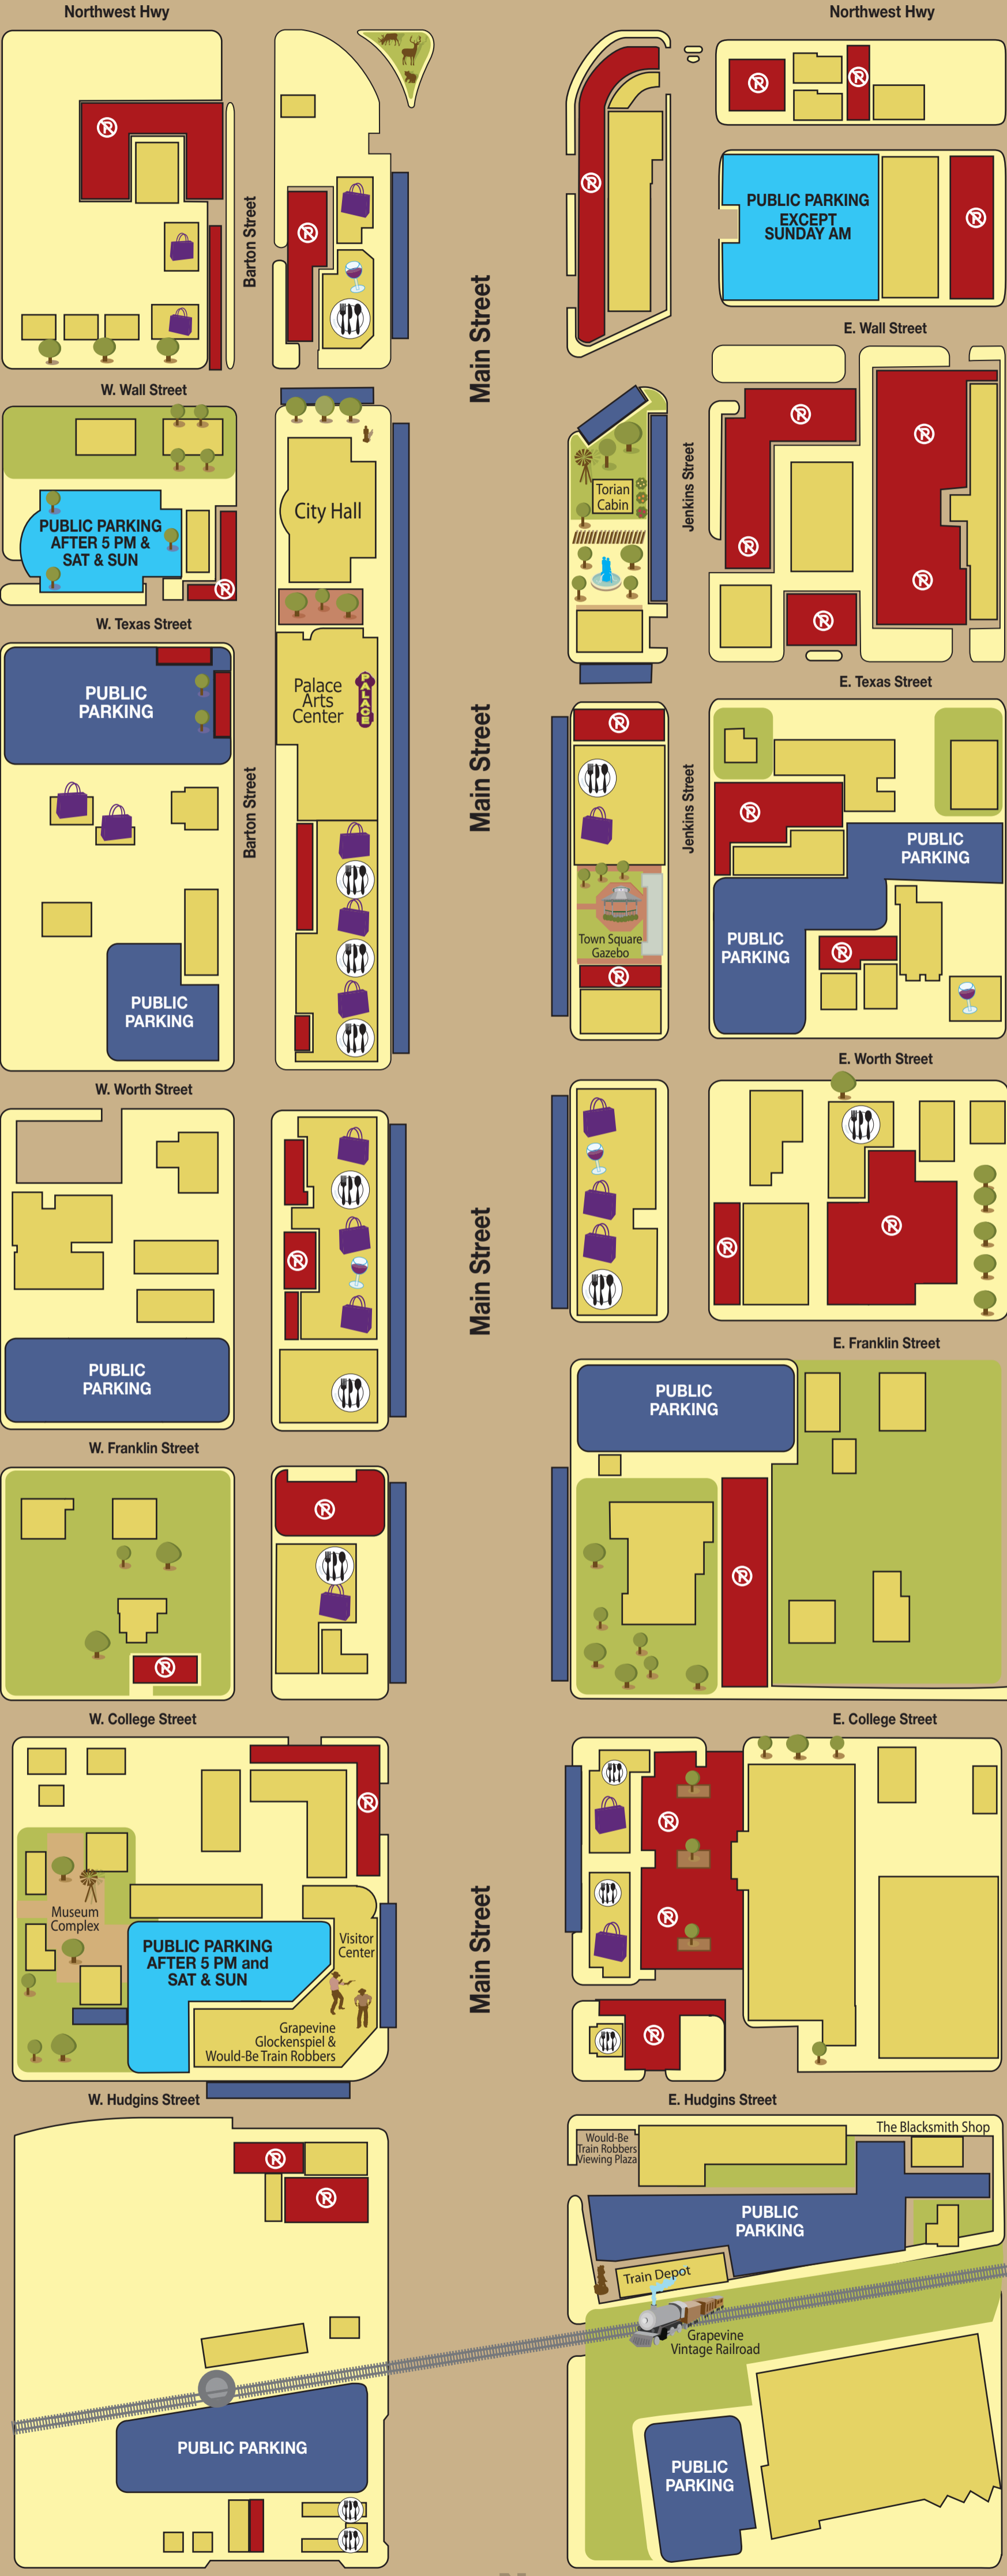 Northwest Hwy
Northwest Hwy
PUBLIC PARKING
EXCEPT
SUNDAY AM
Barton Street
Main Street
E. Wall Street
W. Wall Street
City Hall
Torian
Cabin
Jenkins Street
PUBLIC PARKING
AFTER 5 PM &
SAT & SUN
W. Texas Street
E. Texas Street
PUBLIC
PARKING
Palace
Arts
Center
PALACE
Main Street
Barton Street
Jenkins Street
PUBLIC
PARKING
PUBLIC
PARKING
Town Square
Gazebo
PUBLIC
PARKING
E. Worth Street
W. Worth Street
Main Street
E. Franklin Street
PUBLIC
PARKING
PUBLIC
PARKING
W. Franklin Street
W. College Street
E. College Street
Museum
Complex
Main Street
PUBLIC PARKING
AFTER 5 PM and
SAT & SUN
Visitor
Center
Grapevine
Glockenspiel &
Would-Be Train Robbers
W. Hudgins Street
E. Hudgins Street
The Blacksmith Shop
Would-Be
Train Robbers
Viewing Plaza
PUBLIC
PARKING
Train Depot
Grapevine
Vintage Railroad
PUBLIC PARKING
PUBLIC
PARKING